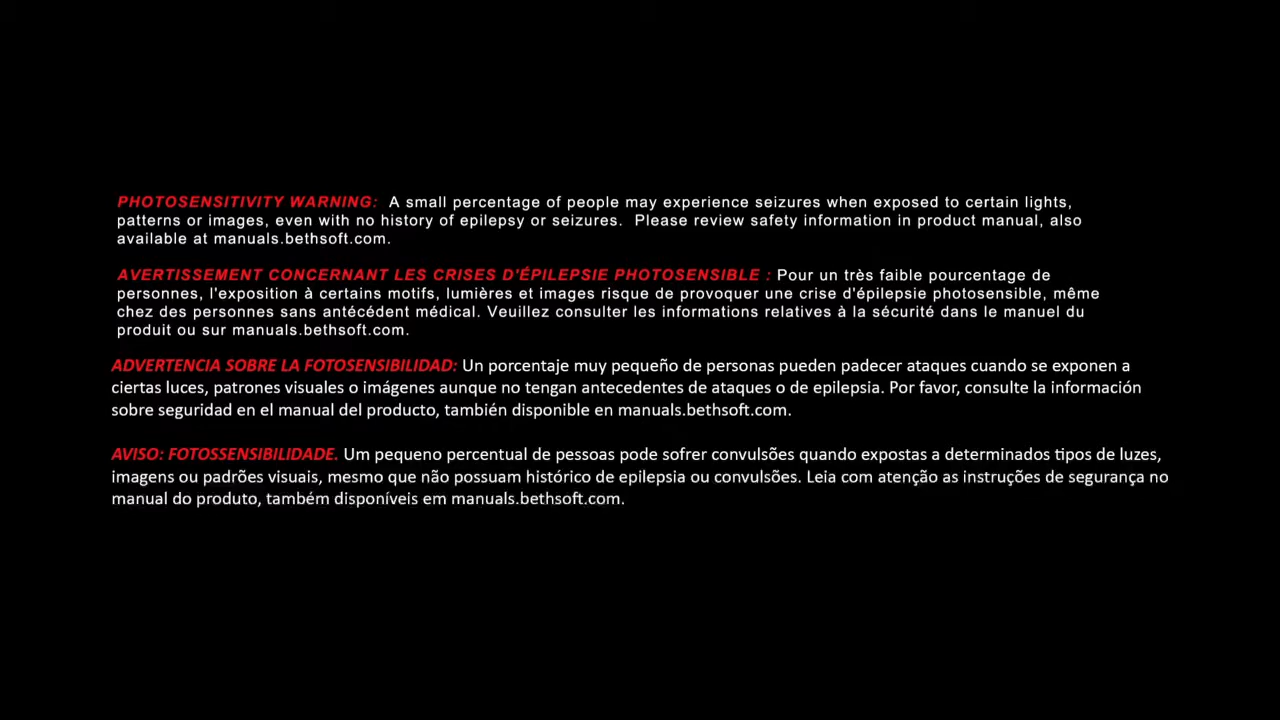 PHOTOSENSITIVITY WARNING: A small percentage of people may experience seizures when exposed to certain lights,
patterns or images, even with no history of epilepsy or seizures. Please review safety information in product manual, also
available at manuals.bethsoft.com.
AVERTISSEMENT CONCERNANT LES CRISES D'ÉPILEPSIE PHOTOSENSIBLE : Pour un très faible pourcentage de
personnes, l'exposition à certains motifs, lumières et images risque de provoquer une crise d'épilepsie photosensible, même
chez des personnes sans antécédent médical. Veuillez consulter les informations relatives à la sécurité dans le manuel du
produit ou sur manuals.bethsoft.com.
ADVERTENCIA SOBRE LA FOTOSENSIBILIDAD: Un porcentaje muy pequeño de personas pueden padecer ataques cuando se exponen a
ciertas luces, patrones visuales o imágenes aunque no tengan antecedentes de ataques o de epilepsia. Por favor, consulte la información
sobre seguridad en el manual del producto, también disponible en manuals.bethsoft.com.
AVISO: FOTOSSENSIBILIDADE. Um pequeno percentual de pessoas pode sofrer convulsões quando expostas a determinados tipos de luzes,
imagens ou padrões visuais, mesmo que não possuam histórico de epilepsia ou convulsões. Leia com atenção as instruções de segurança no
manual do produto, também disponíveis em manuals.bethsoft.com.